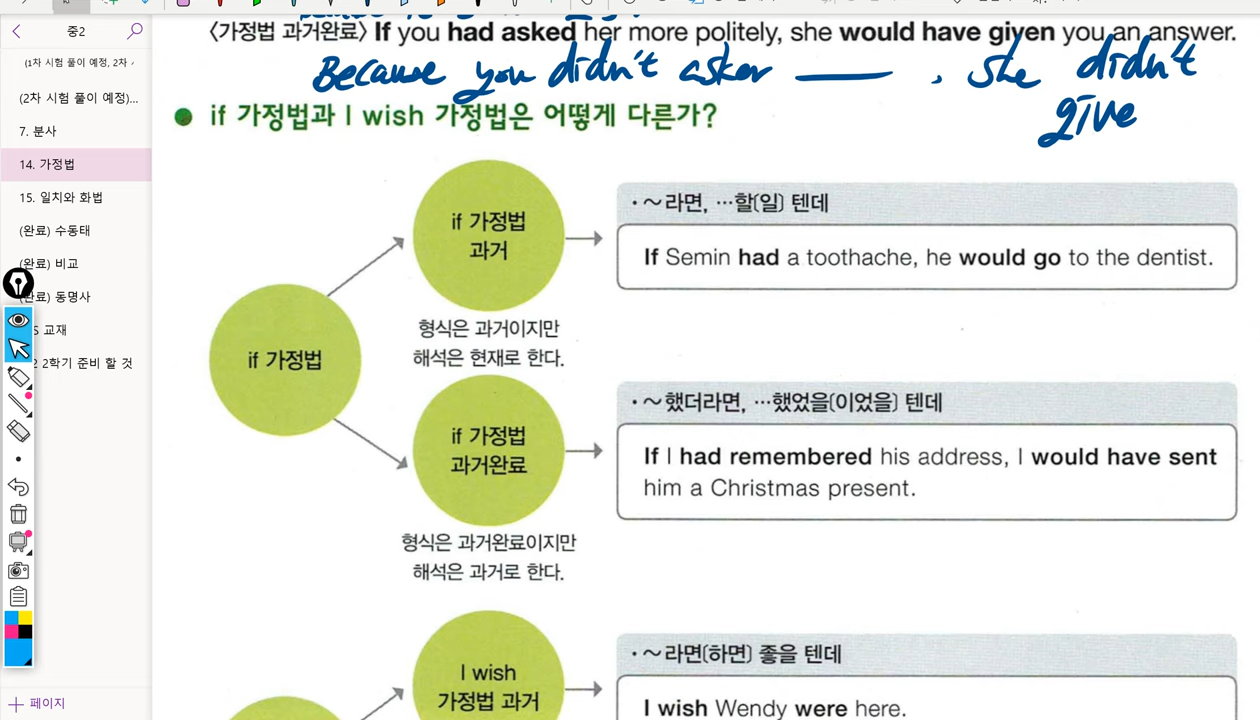 중2
(1차 시험 풀이 예정, 2차
(2차 시험 풀이 예정)...
7. 분사
14. 가정법
15. 일치와 화법
(완료) 수동태
(완료) 비교
(완료) 동명사
S 교재
2 2학기 준비 할 것
페이지
〈가정법 과거완료〉 If you had asked her more politely, she would have given you an answer.
Because you didn't asker ____ , she didn't
give
● if 가정법과 I wish 가정법은 어떻게 다른가?
if 가정법
if 가정법
과거
형식은 과거이지만
해석은 현재로 한다.
· ~라면, …할(일) 텐데
If Semin had a toothache, he would go to the dentist.
if 가정법
과거완료
형식은 과거완료이지만
해석은 과거로 한다.
· ~했더라면, …했었을(이었을) 텐데
If I had remembered his address, I would have sent
him a Christmas present.
I wish
가정법 과거
· ~라면(하면) 좋을 텐데
I wish Wendy were here.